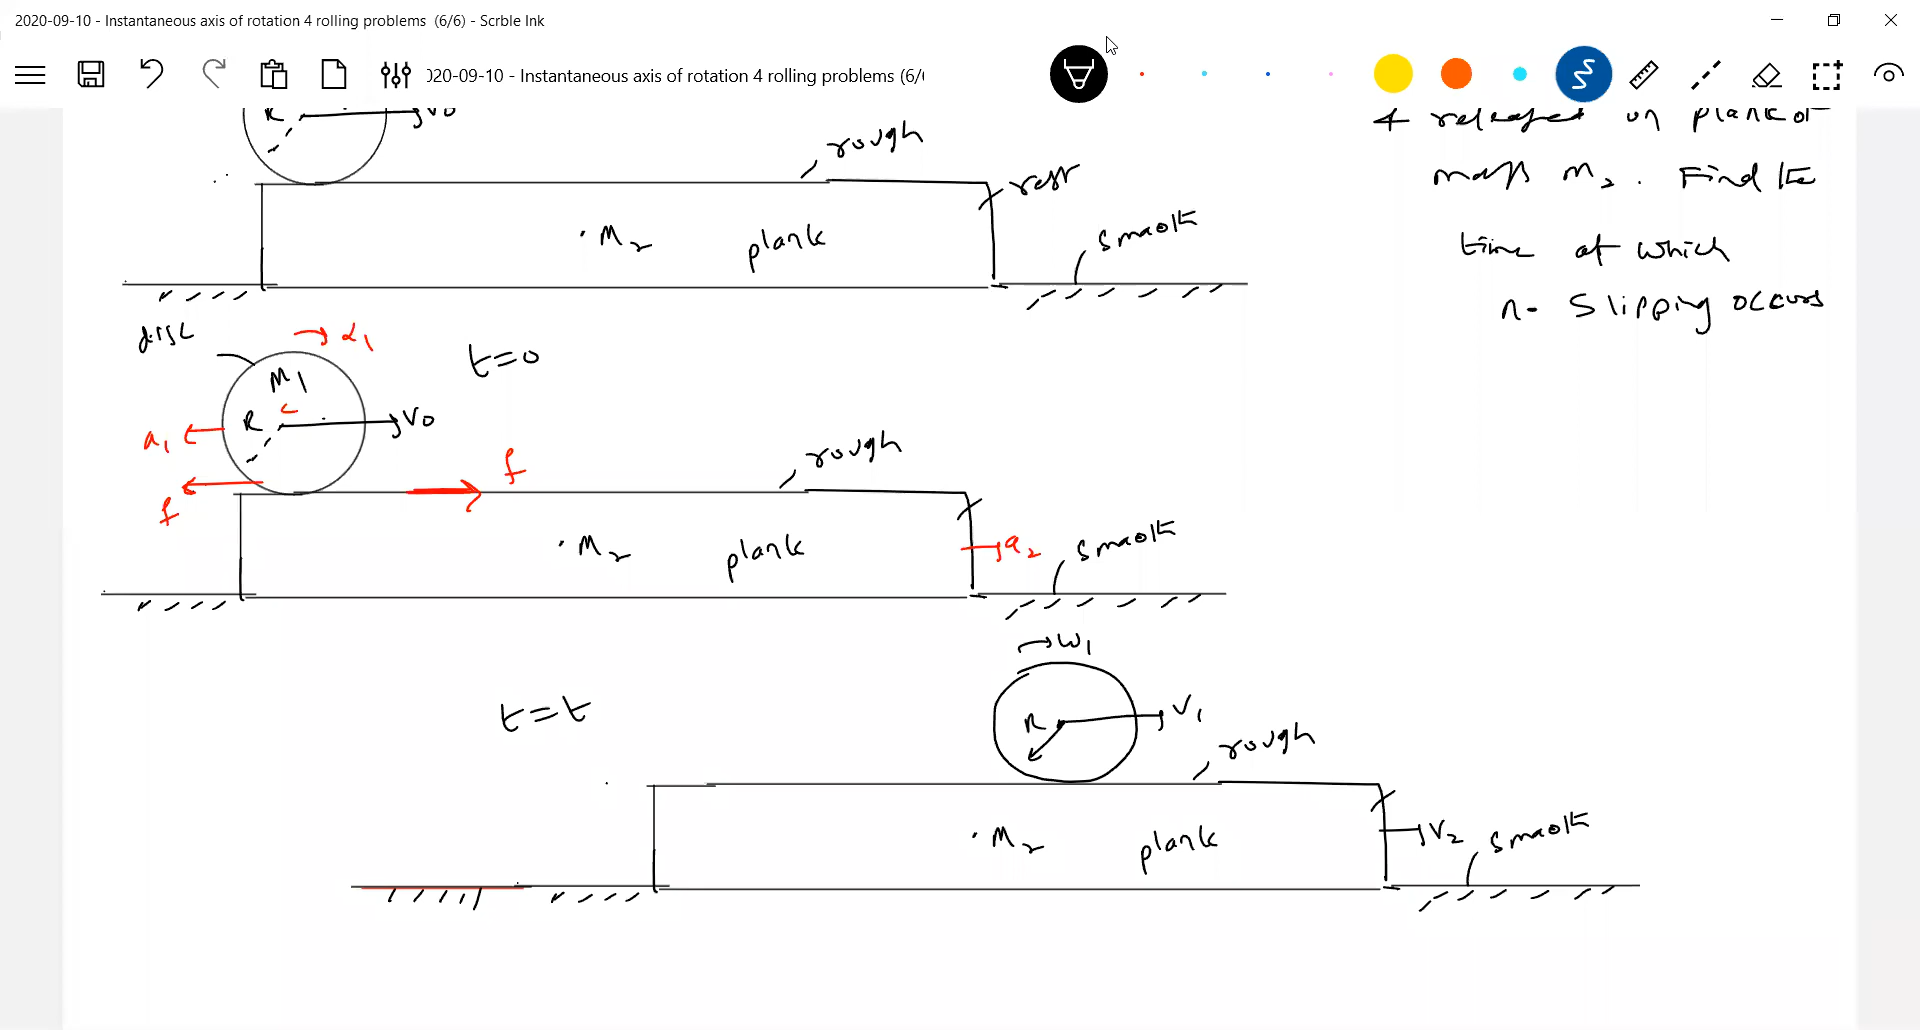 2020-09-10 - Instantaneous axis of rotation 4 rolling problems (6/6) - Scrble Ink
020-09-10 - Instantaneous axis of rotation 4 rolling problems (6/
R V0
rough
rest
M2 plank
smooth
& released on plank of
mass M2. Find the
time at which
no Slipping occurs
disc
α1
t=0
M1
R C V0
a1
f
f
rough
M2 plank
a2
smooth
ω1
t=t
R V1
rough
M2 plank
V2
smooth